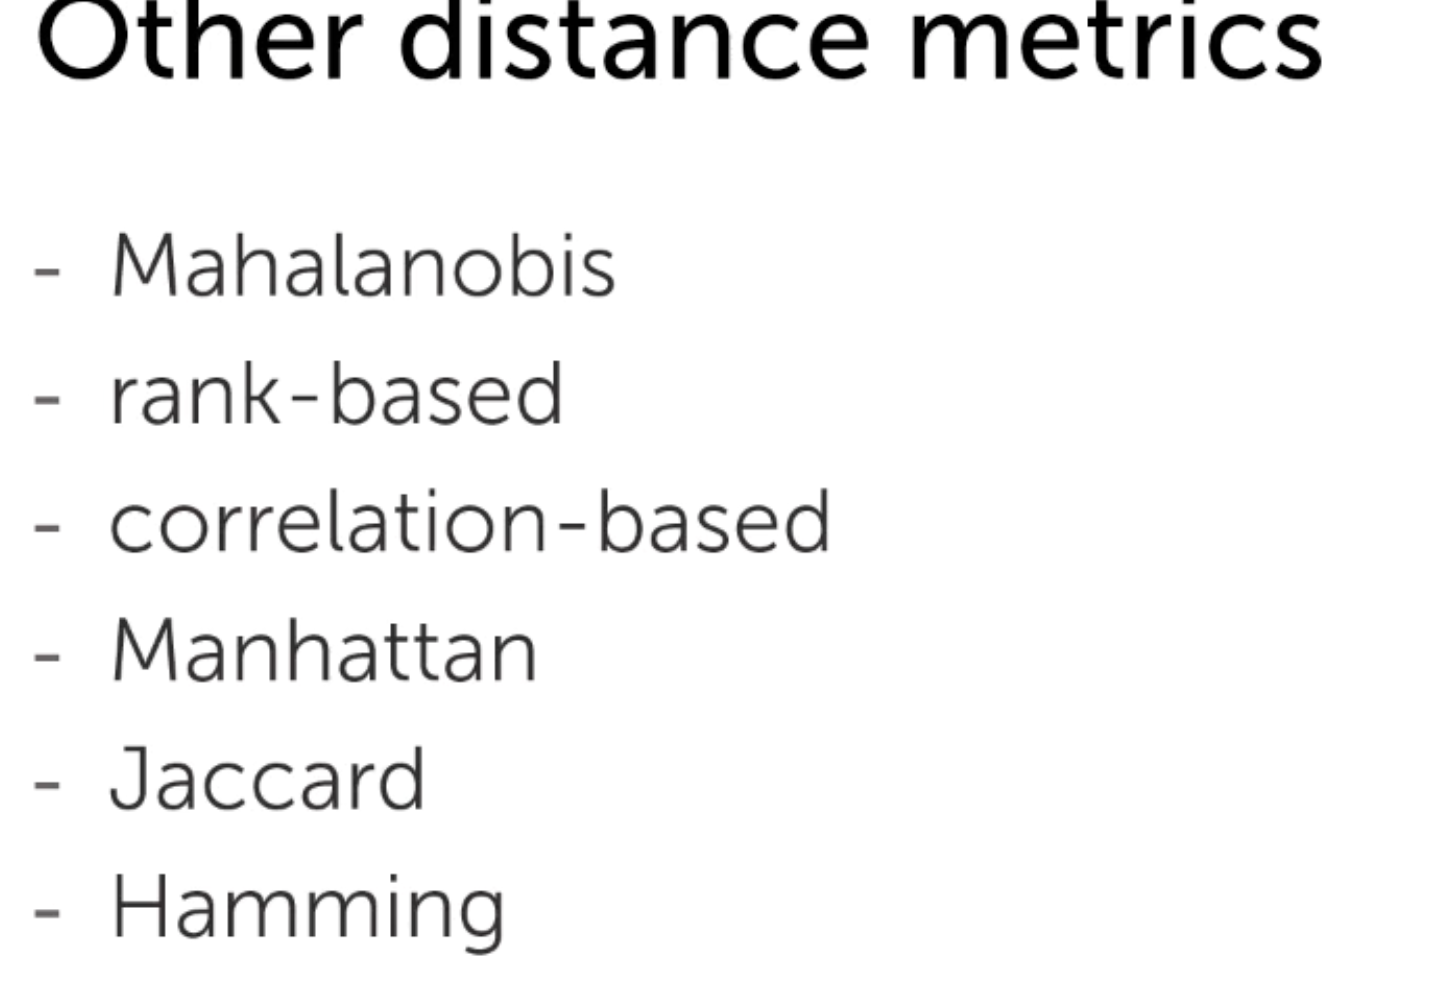 Other distance metrics
- Mahalanobis
- rank-based
- correlation-based
- Manhattan
- Jaccard
- Hamming